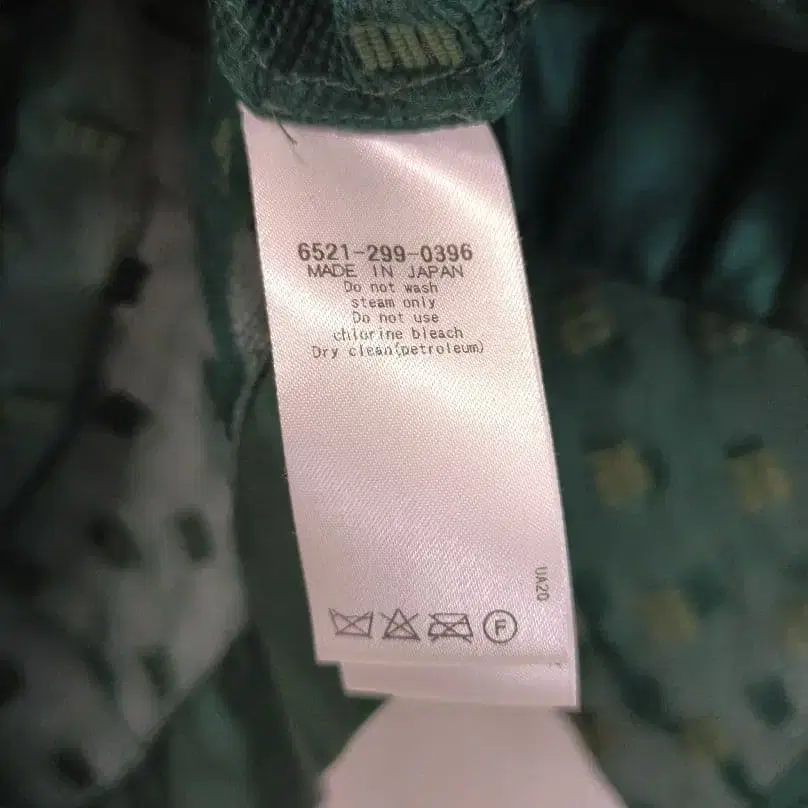 6521-299-0396
MADE IN JAPAN
Do not wash
steam only
Do not use
chlorine bleach
Dry clean(petroleum)
UA20
F